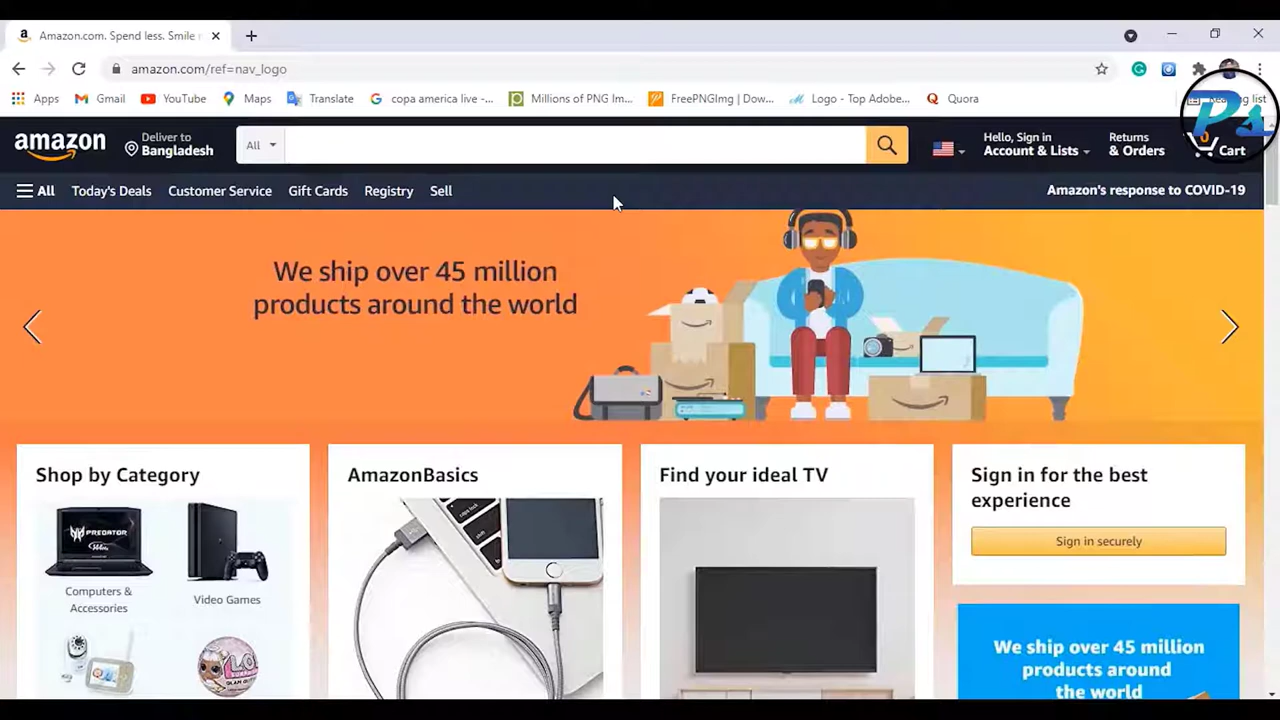 Amazon.com. Spend less. Smile
amazon.com/ref=nav_logo
Apps Gmail YouTube Maps Translate copa america live -... Millions of PNG Im... FreePNGImg | Dow... Logo - Top Adobe... Quora Reading list
Ps
amazon
Deliver to
Bangladesh
All
Hello, Sign in
Account & Lists
Returns
& Orders
0
Cart
All Today's Deals Customer Service Gift Cards Registry Sell Amazon's response to COVID-19
We ship over 45 million
products around the world
Shop by Category
PREDATOR
Computers &
Accessories
Video Games
AmazonBasics
Find your ideal TV
Sign in for the best
experience
Sign in securely
We ship over 45 million
products around
the world